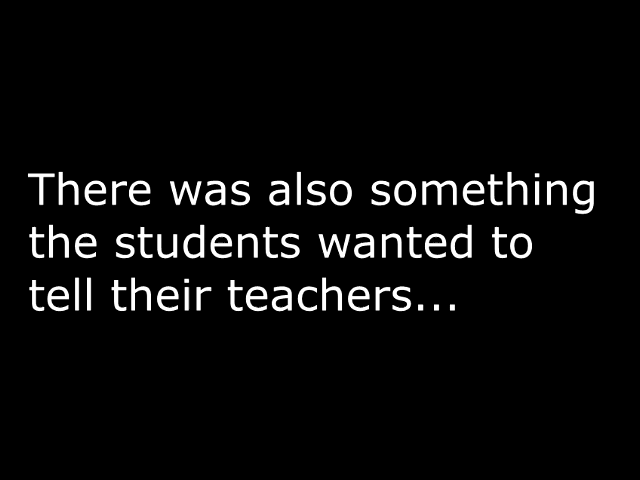 There was also something
the students wanted to
tell their teachers...